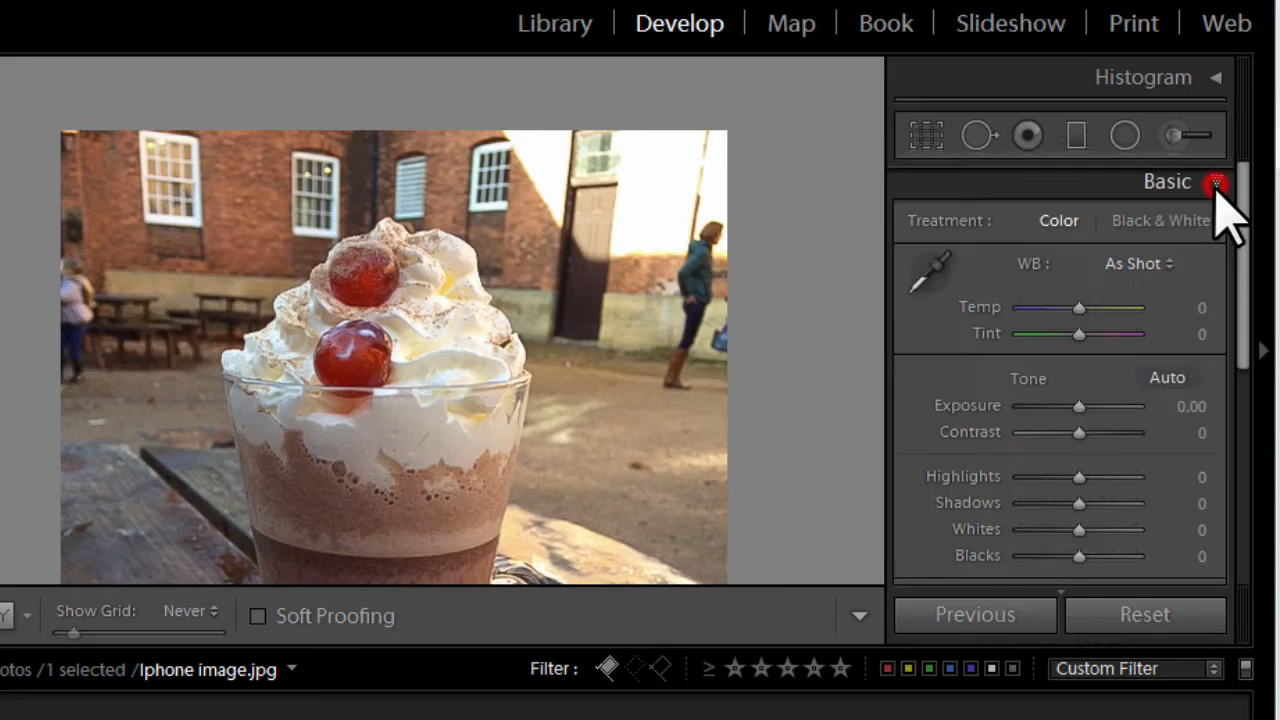 Library | Develop | Map | Book | Slideshow | Print | Web
Histogram
Basic
Treatment : Color | Black & White
WB : As Shot
Temp 0
Tint 0
Tone Auto
Exposure 0.00
Contrast 0
Highlights 0
Shadows 0
Whites 0
Blacks 0
Y Show Grid: Never Soft Proofing
Previous Reset
otos /1 selected /Iphone image.jpg Filter : ≥ Custom Filter